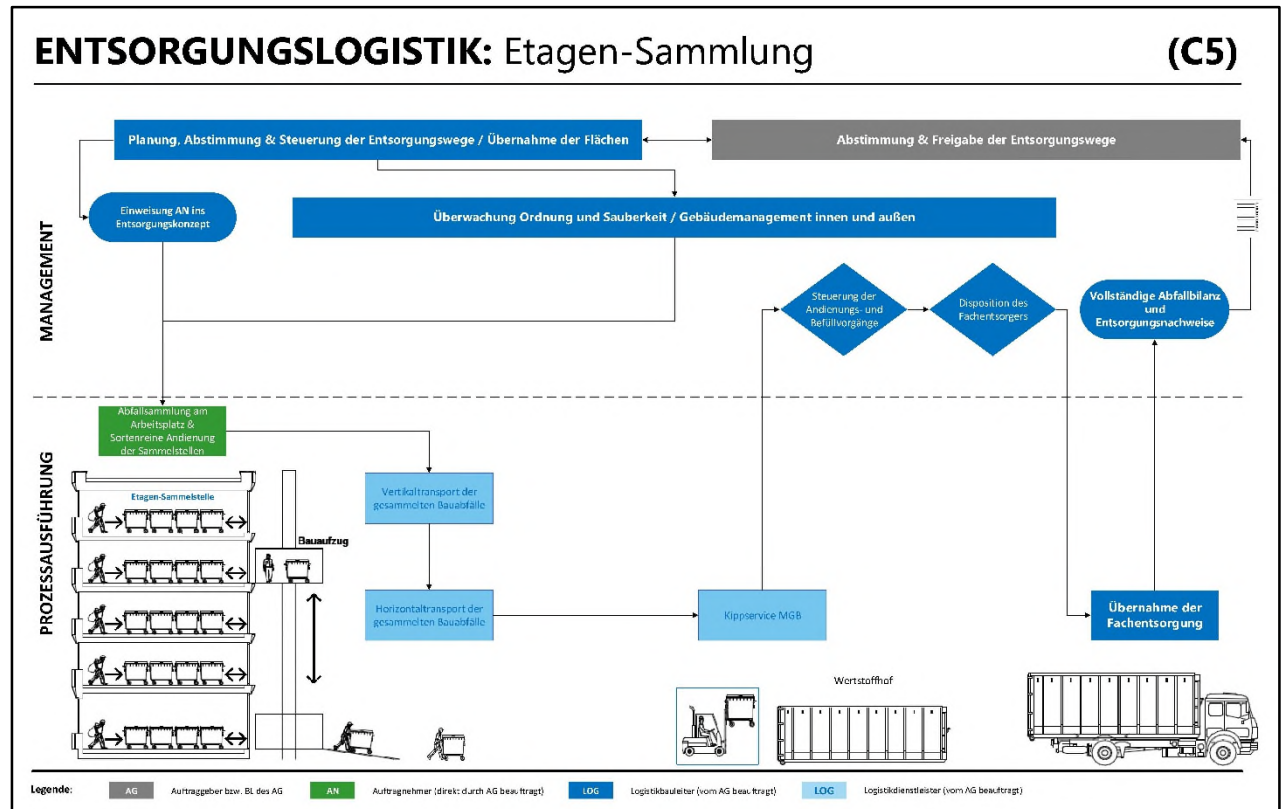 ENTSORGUNGSLOGISTIK: Etagen-Sammlung (C5)
Planung, Abstimmung & Steuerung der Entsorgungswege / Übernahme der Flächen
Abstimmung & Freigabe der Entsorgungswege
Einweisung AN ins
Entsorgungskonzept
Überwachung Ordnung und Sauberkeit / Gebäudemanagement innen und außen
MANAGEMENT
Steuerung der
Andienungs- und
Befüllvorgänge
Disposition des
Fachentsorgers
Vollständige Abfallbilanz
und
Entsorgungsnachweise
PROZESSAUSFÜHRUNG
Abfallsammlung am
Arbeitsplatz &
Sortenreine Andienung
der Sammelstellen
Etagen-Sammelstelle
Bauaufzug
Vertikaltransport der
gesammelten Bauabfälle
Horizontaltransport der
gesammelten Bauabfälle
Kippservice MGB
Übernahme der
Fachentsorgung
Wertstoffhof
Legende:
AG Auftraggeber bzw. BL des AG
AN Auftragnehmer (direkt durch AG beauftragt)
LOG Logistikbauleiter (vom AG beauftragt)
LOG Logistikdienstleister (vom AG beauftragt)